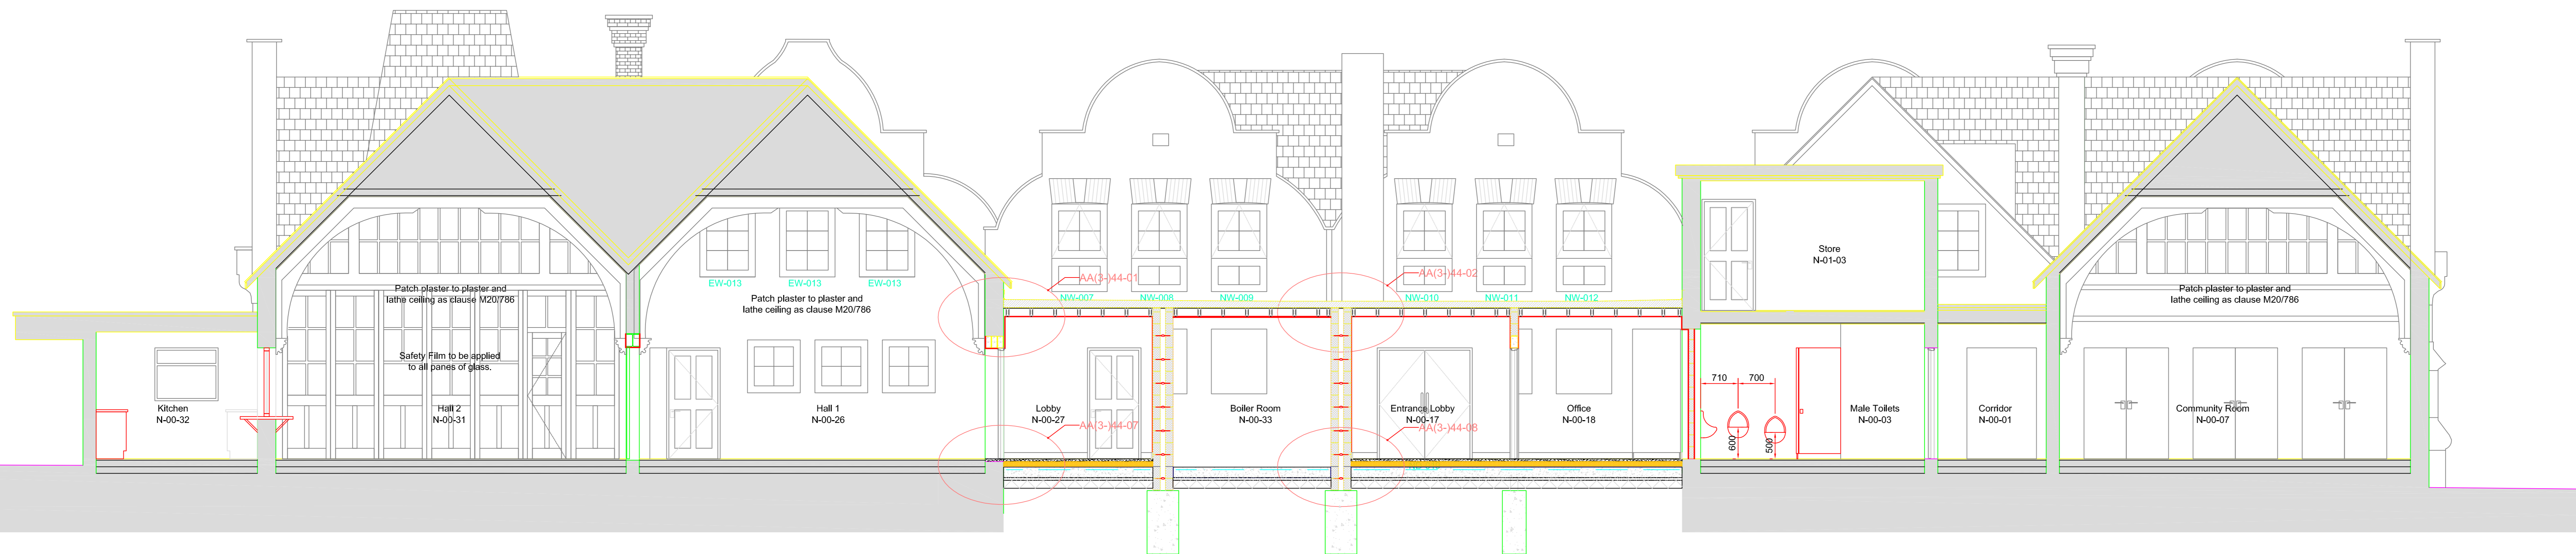 Store
N-01-03
AA(3-)44-01
AA(3-)44-02
EW-013
EW-013
EW-013
Patch plaster to plaster and
lathe ceiling as clause M20/786
Patch plaster to plaster and
lathe ceiling as clause M20/786
NW-007
NW-008
NW-009
NW-010
NW-011
NW-012
Patch plaster to plaster and
lathe ceiling as clause M20/786
Safety Film to be applied
to all panes of glass.
710
700
Kitchen
N-00-32
Hall 2
N-00-31
Hall 1
N-00-26
Lobby
N-00-27
Boiler Room
N-00-33
Entrance Lobby
N-00-17
Office
N-00-18
Male Toilets
N-00-03
Corridor
N-00-01
Community Room
N-00-07
AA(3-)44-07
AA(3-)44-08
600
500